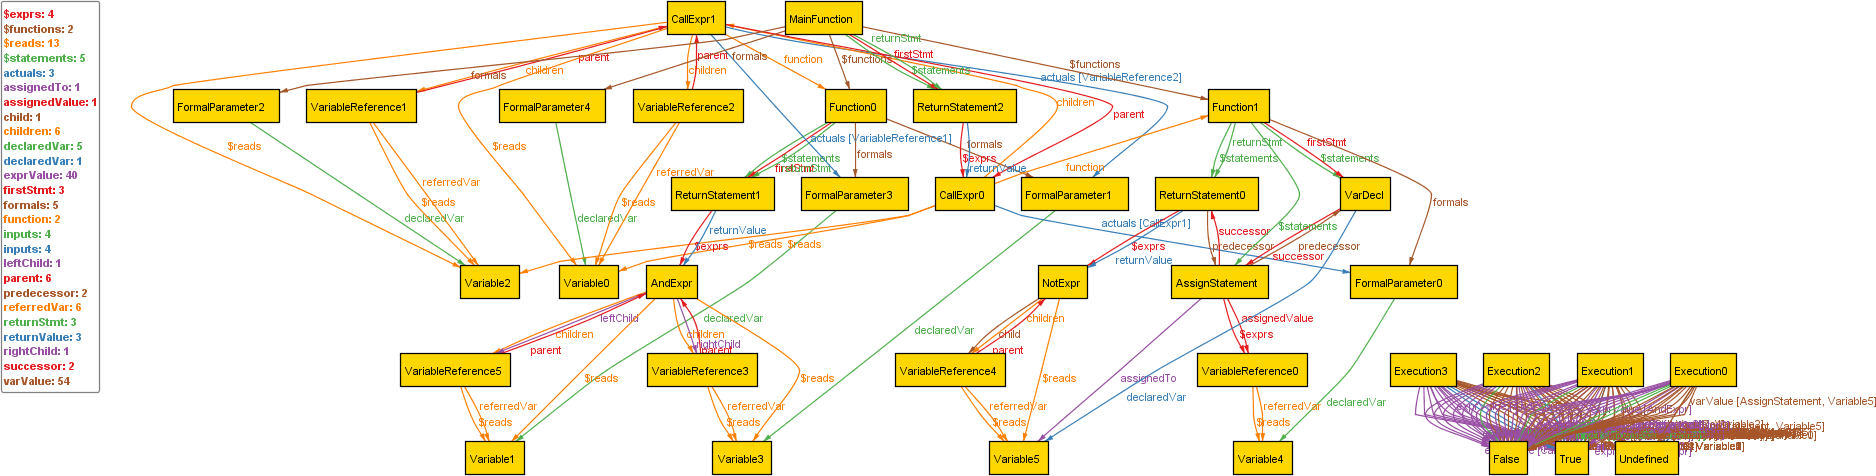 $exprs: 4
$functions: 2
$reads: 13
$statements: 5
actuals: 3
assignedTo: 1
assignedValue: 1
child: 1
children: 6
declaredVar: 5
declaredVar: 1
exprValue: 40
firstStmt: 3
formals: 5
function: 2
inputs: 4
inputs: 4
leftChild: 1
parent: 6
predecessor: 2
referredVar: 6
returnStmt: 3
returnValue: 3
rightChild: 1
successor: 2
varValue: 54
CallExpr1
MainFunction
returnStmt
firstStmt
parent
parent
formals
function
$functions
$functions
children
children
$statements
formals
actuals [VariableReference2]
FormalParameter2
VariableReference1
FormalParameter4
VariableReference2
Function0
ReturnStatement2
Function1
children
parent
actuals [VariableReference1]
$reads
$reads
formals
returnStmt
firstStmt
$statements
$exprs
$statements
$statements
firstStmt
returnValue
function
referredVar
referredVar
ReturnStatement1
FormalParameter3
CallExpr0
FormalParameter1
ReturnStatement0
VarDecl
$reads
$reads
formals
declaredVar
declaredVar
returnValue
actuals [CallExpr1]
$statements
successor
$exprs
$reads
$reads
$exprs
predecessor
predecessor
returnValue
successor
Variable2
Variable0
AndExpr
NotExpr
AssignStatement
FormalParameter0
leftChild
declaredVar
children
assignedValue
declaredVar
children
children
child
$exprs
rightChild
parent
parent
parent
VariableReference5
VariableReference3
VariableReference4
VariableReference0
Execution3
Execution2
Execution1
Execution0
$reads
$reads
$reads
assignedTo
declaredVar
declaredVar
varValue [AssignStatement, Variable5]
referredVar
referredVar
referredVar
referredVar
$reads
$reads
$reads
$reads
Variable1
Variable3
Variable5
Variable4
False
True
Undefined